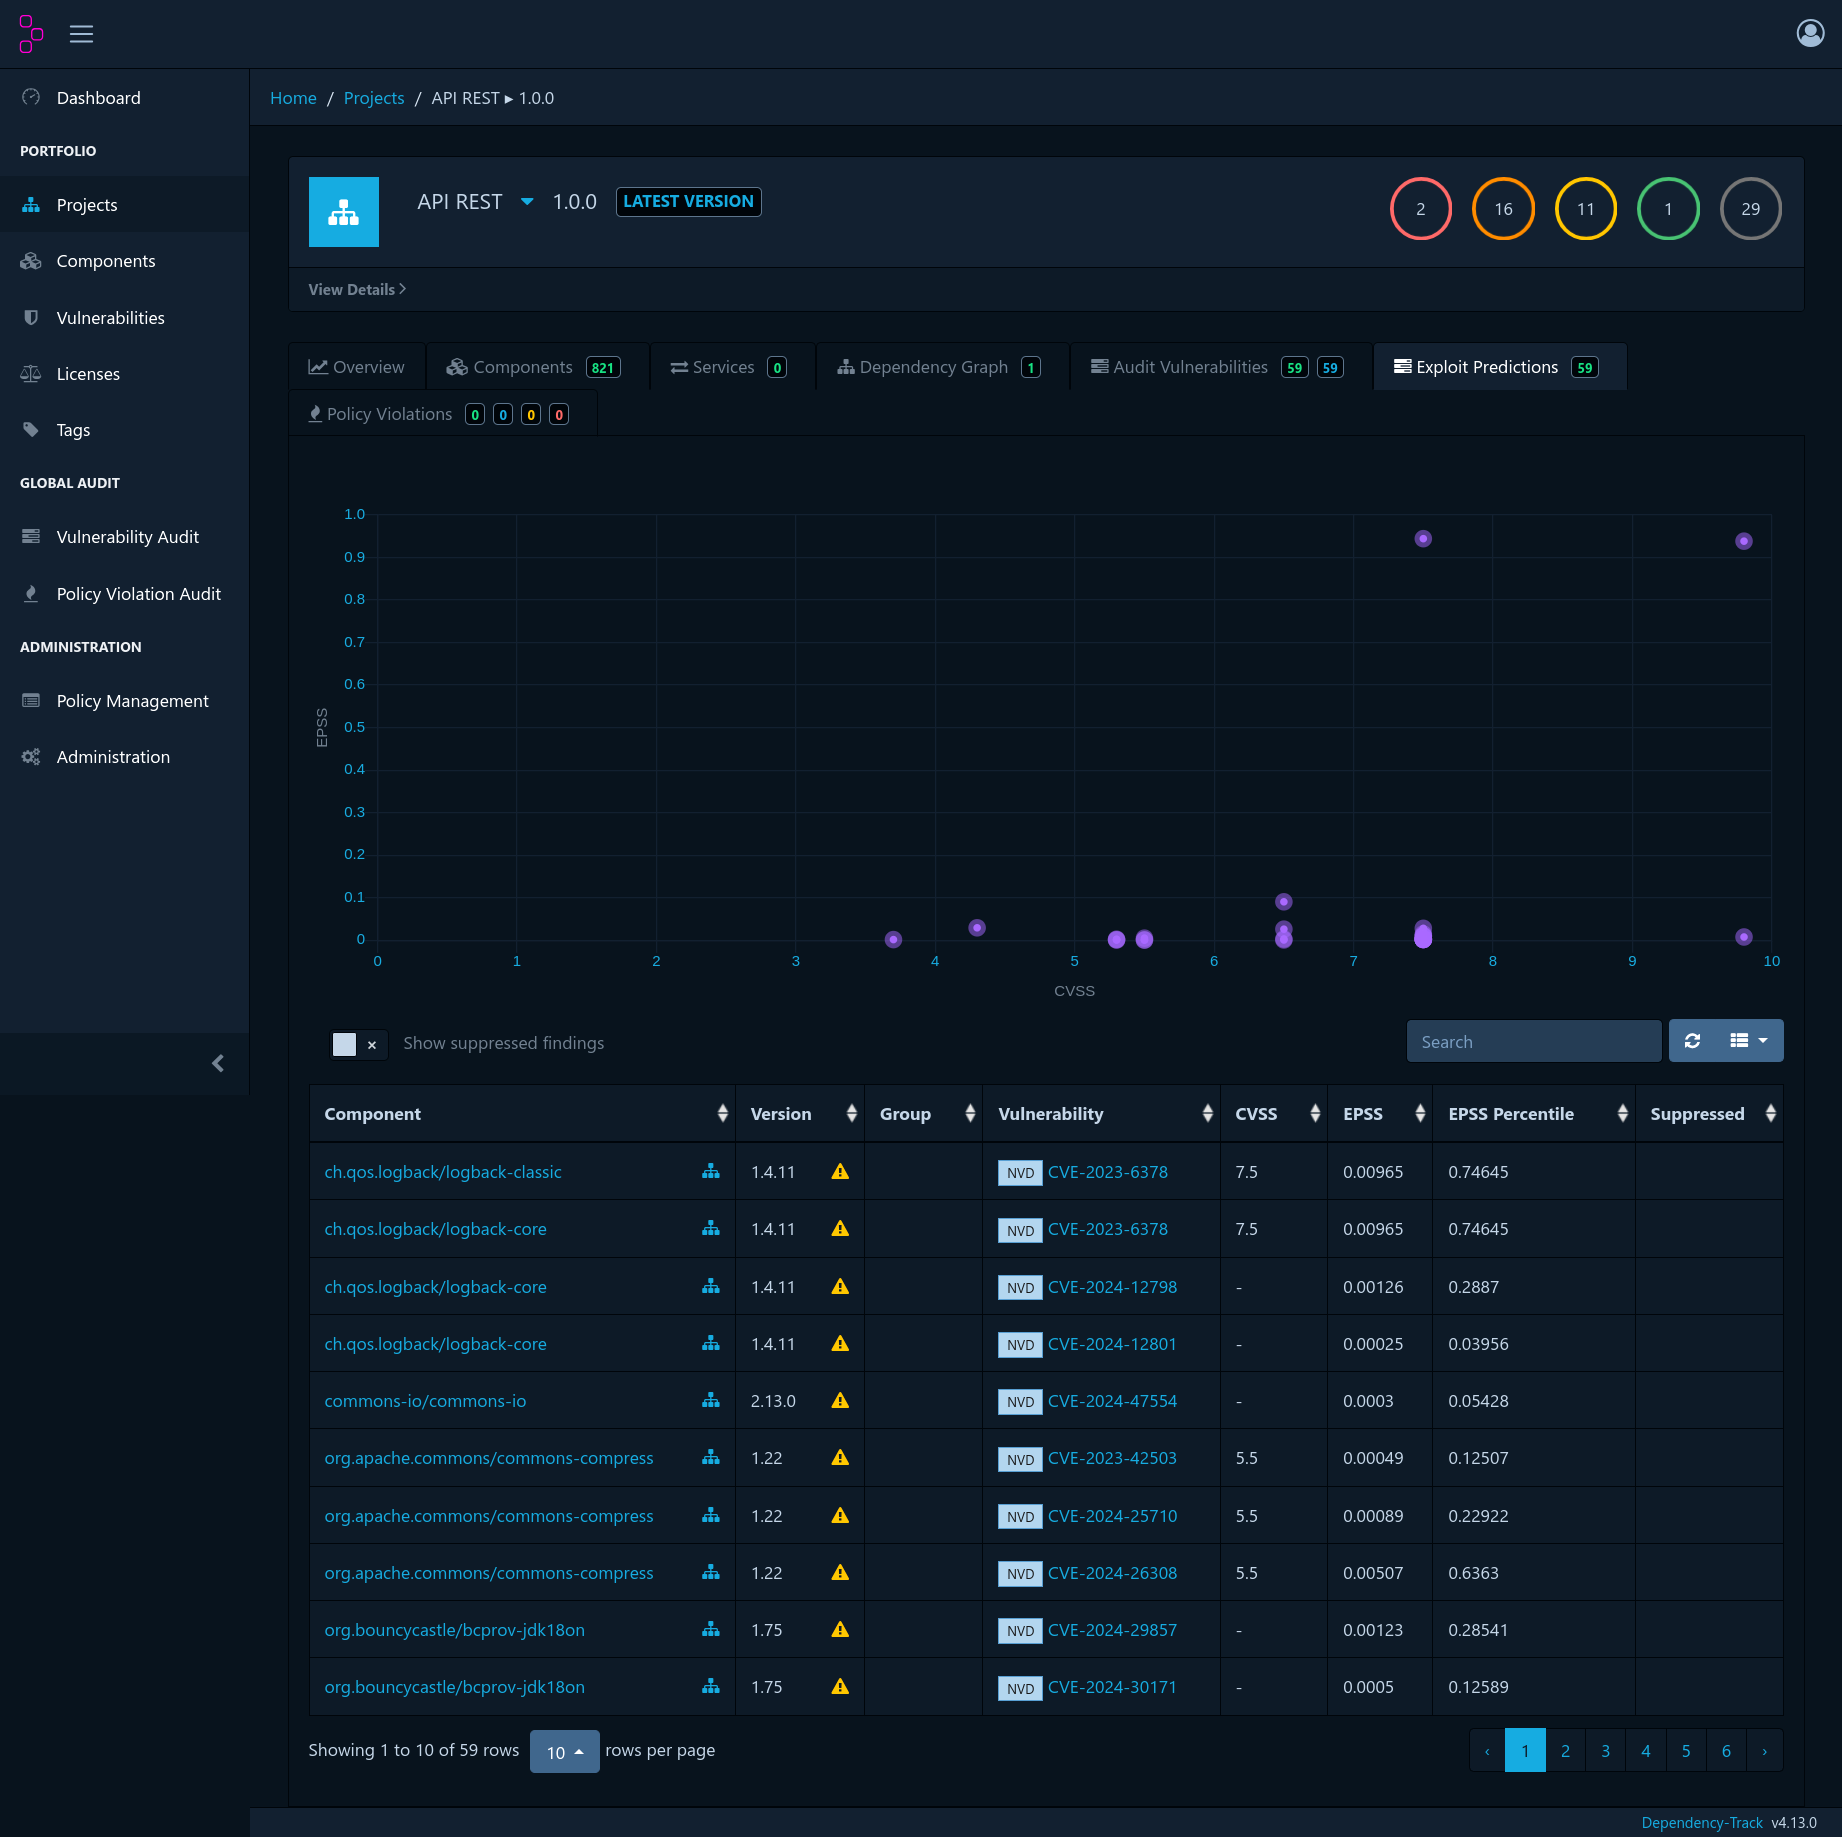 Dashboard
PORTFOLIO
Projects
Components
Vulnerabilities
Licenses
Tags
GLOBAL AUDIT
Vulnerability Audit
Policy Violation Audit
ADMINISTRATION
Policy Management
Administration
Home / Projects / API REST ▸ 1.0.0
API REST 1.0.0 LATEST VERSION
2 16 11 1 29
View Details
Overview Components 821 Services 0 Dependency Graph 1 Audit Vulnerabilities 59 59 Exploit Predictions 59
Policy Violations 0 0 0 0
1.0
0.9
0.8
0.7
0.6
0.5
0.4
0.3
0.2
0.1
0
EPSS
0 1 2 3 4 5 6 7 8 9 10
CVSS
Show suppressed findings
Search
Component Version Group Vulnerability CVSS EPSS EPSS Percentile Suppressed
ch.qos.logback/logback-classic 1.4.11 NVD CVE-2023-6378 7.5 0.00965 0.74645
ch.qos.logback/logback-core 1.4.11 NVD CVE-2023-6378 7.5 0.00965 0.74645
ch.qos.logback/logback-core 1.4.11 NVD CVE-2024-12798 - 0.00126 0.2887
ch.qos.logback/logback-core 1.4.11 NVD CVE-2024-12801 - 0.00025 0.03956
commons-io/commons-io 2.13.0 NVD CVE-2024-47554 - 0.0003 0.05428
org.apache.commons/commons-compress 1.22 NVD CVE-2023-42503 5.5 0.00049 0.12507
org.apache.commons/commons-compress 1.22 NVD CVE-2024-25710 5.5 0.00089 0.22922
org.apache.commons/commons-compress 1.22 NVD CVE-2024-26308 5.5 0.00507 0.6363
org.bouncycastle/bcprov-jdk18on 1.75 NVD CVE-2024-29857 - 0.00123 0.28541
org.bouncycastle/bcprov-jdk18on 1.75 NVD CVE-2024-30171 - 0.0005 0.12589
Showing 1 to 10 of 59 rows 10 rows per page
‹ 1 2 3 4 5 6 ›
Dependency-Track v4.13.0